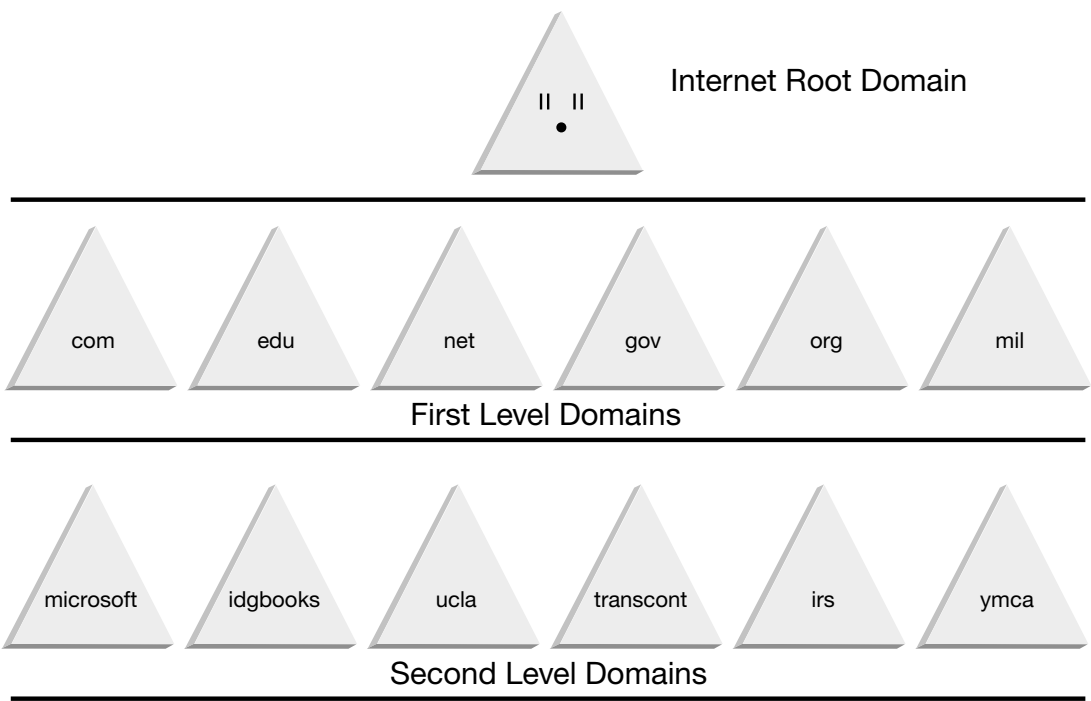 " "
•
Internet Root Domain
com edu net gov org mil
First Level Domains
microsoft idgbooks ucla transcont irs ymca
Second Level Domains